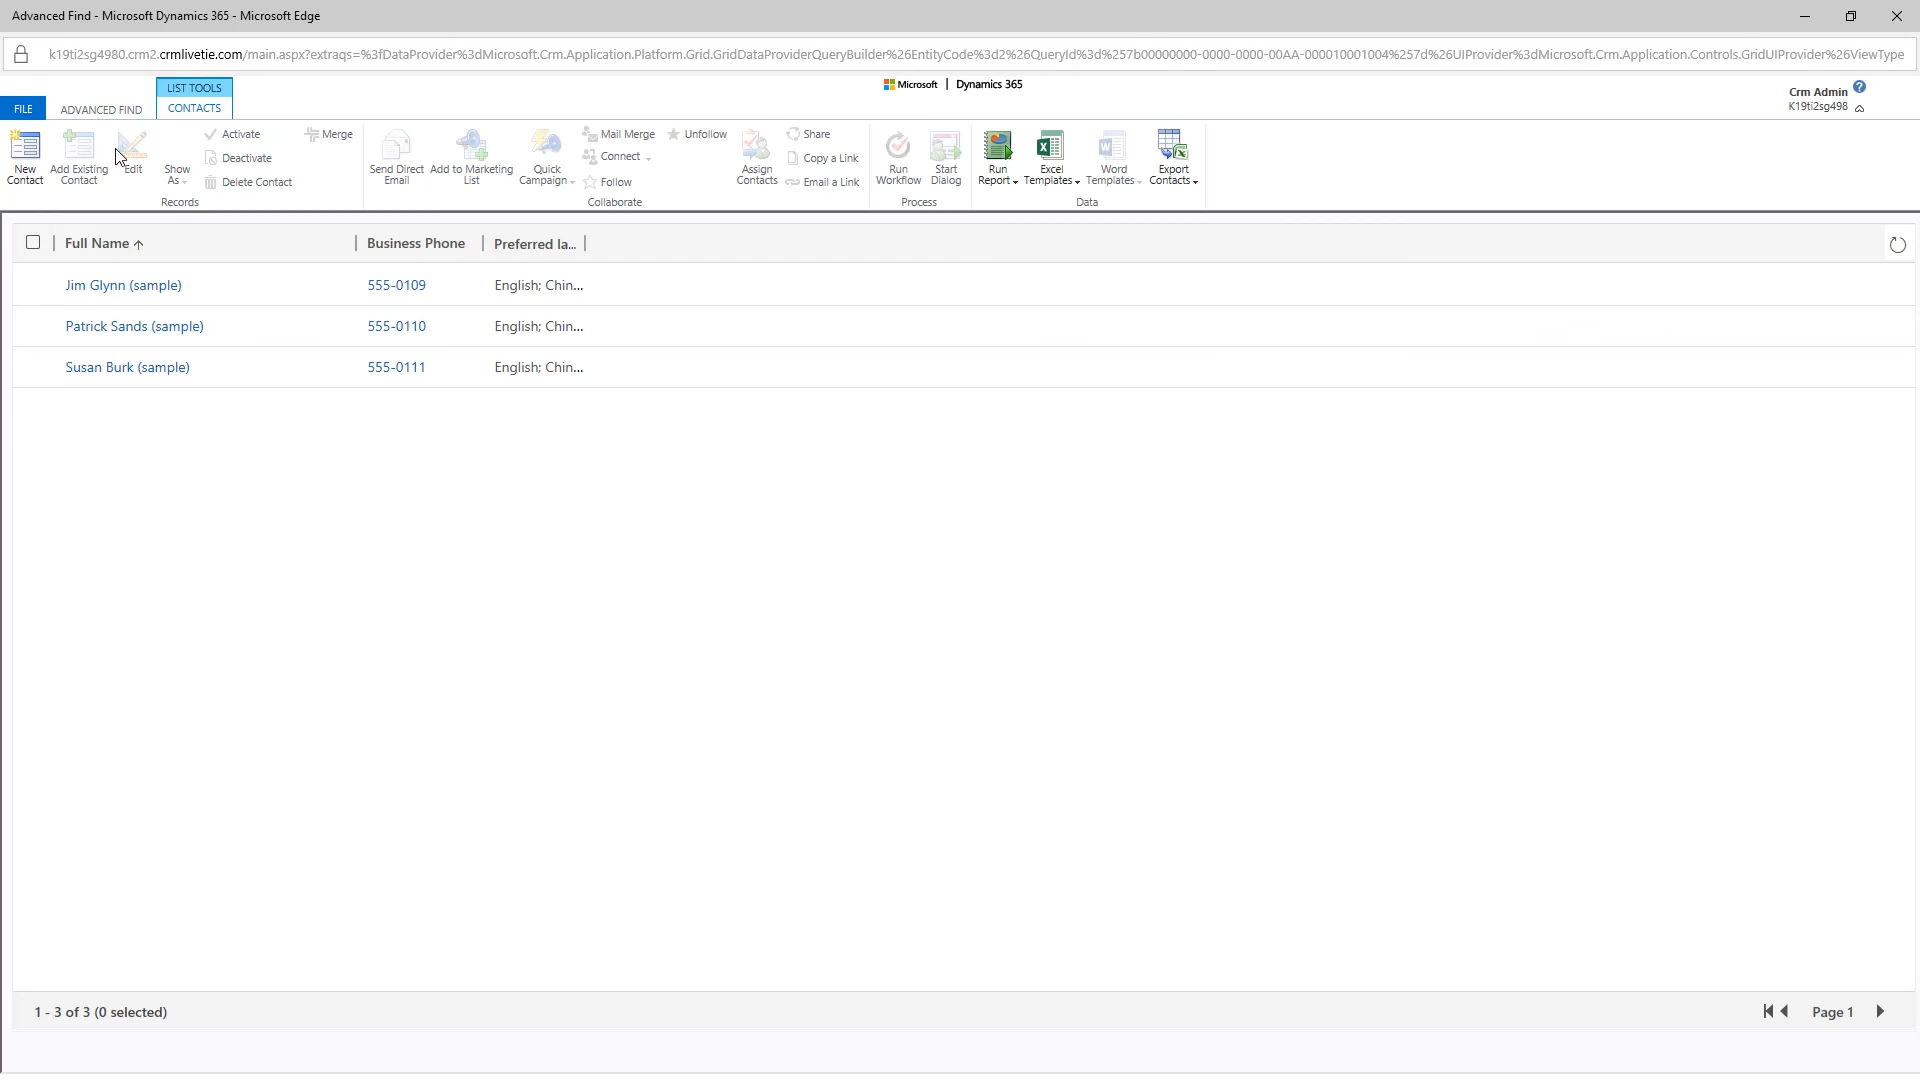 Advanced Find - Microsoft Dynamics 365 - Microsoft Edge
k19ti2sg4980.crm2.crmlivetie.com/main.aspx?extraqs=%3fDataProvider%3dMicrosoft.Crm.Application.Platform.Grid.GridDataProviderQueryBuilder%26EntityCode%3d2%26QueryId%3d%257b00000000-0000-0000-00AA-000010001004%257d%26UIProvider%3dMicrosoft.Crm.Application.Controls.GridUIProvider%26ViewType
LIST TOOLS
Microsoft | Dynamics 365
Crm Admin
K19ti2sg498
FILE
ADVANCED FIND
CONTACTS
New Contact
Add Existing Contact
Edit
Show As
Activate
Deactivate
Delete Contact
Merge
Records
Send Direct Email
Add to Marketing List
Quick Campaign
Mail Merge
Connect
Follow
Unfollow
Assign Contacts
Share
Copy a Link
Email a Link
Collaborate
Run Workflow
Start Dialog
Process
Run Report
Excel Templates
Word Templates
Export Contacts
Data
Full Name Business Phone Preferred la...
Jim Glynn (sample) 555-0109 English; Chin...
Patrick Sands (sample) 555-0110 English; Chin...
Susan Burk (sample) 555-0111 English; Chin...
1 - 3 of 3 (0 selected)
Page 1